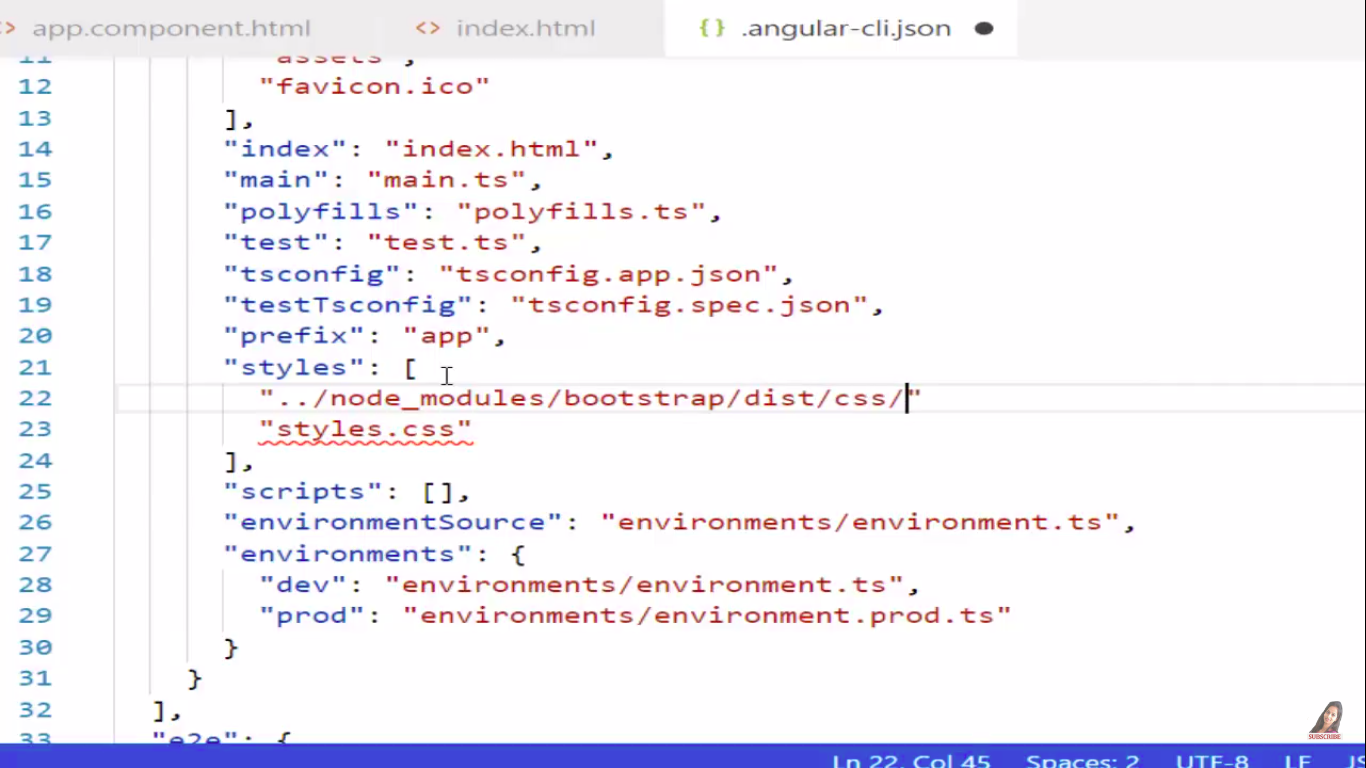 app.component.html
index.html
{} .angular-cli.json
11 "assets",
12 "favicon.ico"
13 ],
14 "index": "index.html",
15 "main": "main.ts",
16 "polyfills": "polyfills.ts",
17 "test": "test.ts",
18 "tsconfig": "tsconfig.app.json",
19 "testTsconfig": "tsconfig.spec.json",
20 "prefix": "app",
21 "styles": [
22 "../node_modules/bootstrap/dist/css/"
23 "styles.css"
24 ],
25 "scripts": [],
26 "environmentSource": "environments/environment.ts",
27 "environments": {
28 "dev": "environments/environment.ts",
29 "prod": "environments/environment.prod.ts"
30 }
31 }
32 ],
33 "e2e": {
SUBSCRIBE
Ln 22, Col 45 Spaces: 2 UTF-8 LF JS